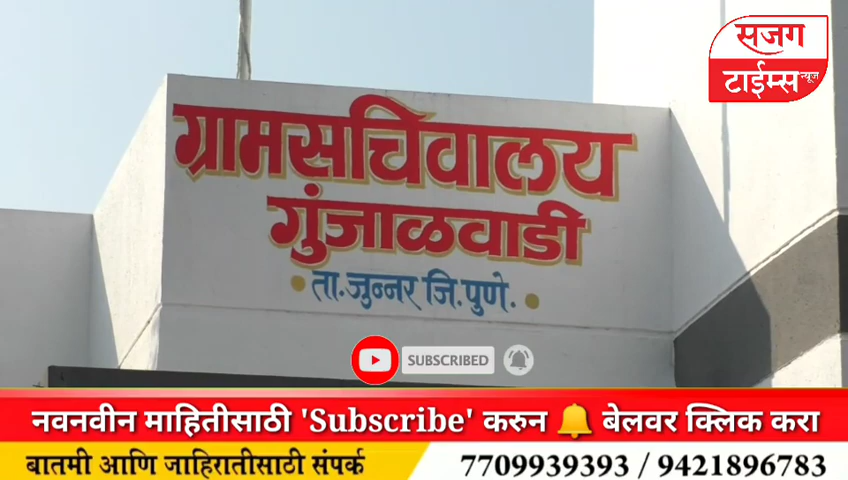 सजग
टाईम्स न्यूज
ग्रामसचिवालय
गुंजाळवाडी
• ता. जुन्नर जि. पुणे. •
SUBSCRIBED
नवनवीन माहितीसाठी 'Subscribe' करुन 🔔 बेलवर क्लिक करा
बातमी आणि जाहिरातीसाठी संपर्क 7709939393 / 9421896783